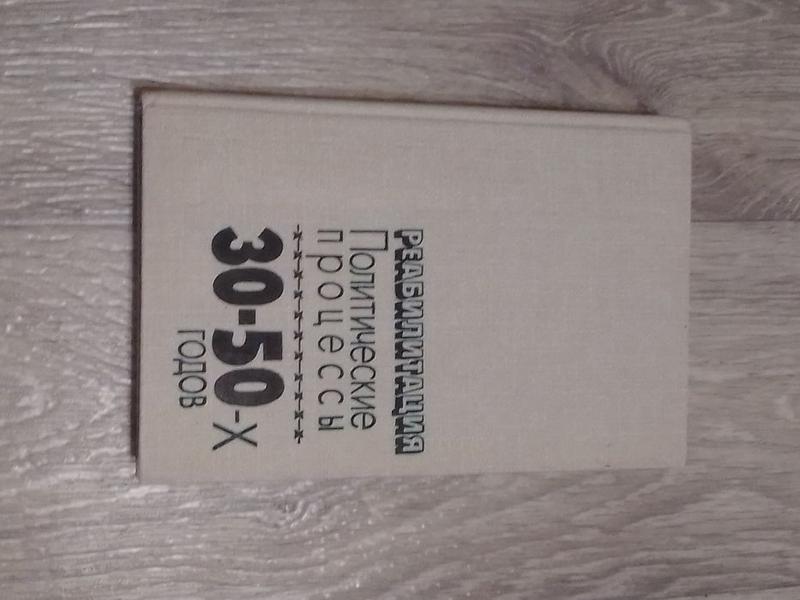 РЕАБИЛИТАЦИЯ
Политические
процессы
30-50-х
ГОДОВ